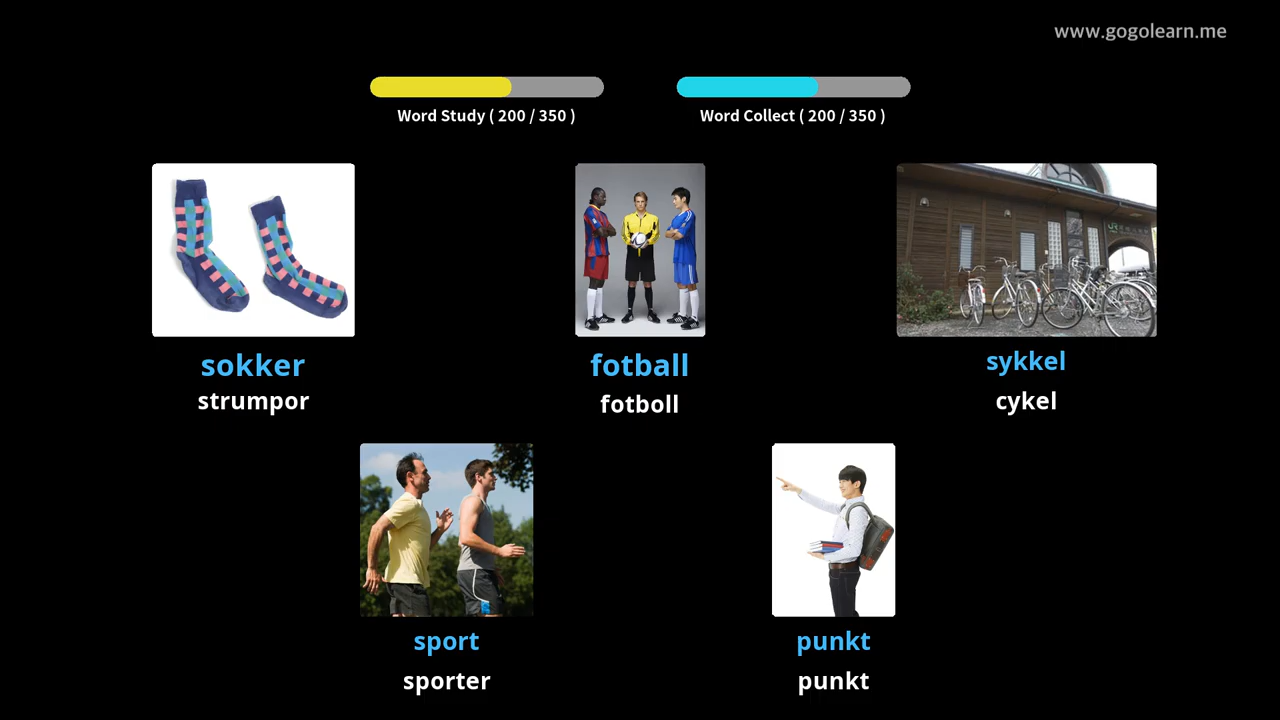 www.gogolearn.me
Word Study ( 200 / 350 )
Word Collect ( 200 / 350 )
sokker
strumpor
fotball
fotboll
sykkel
cykel
sport
sporter
punkt
punkt